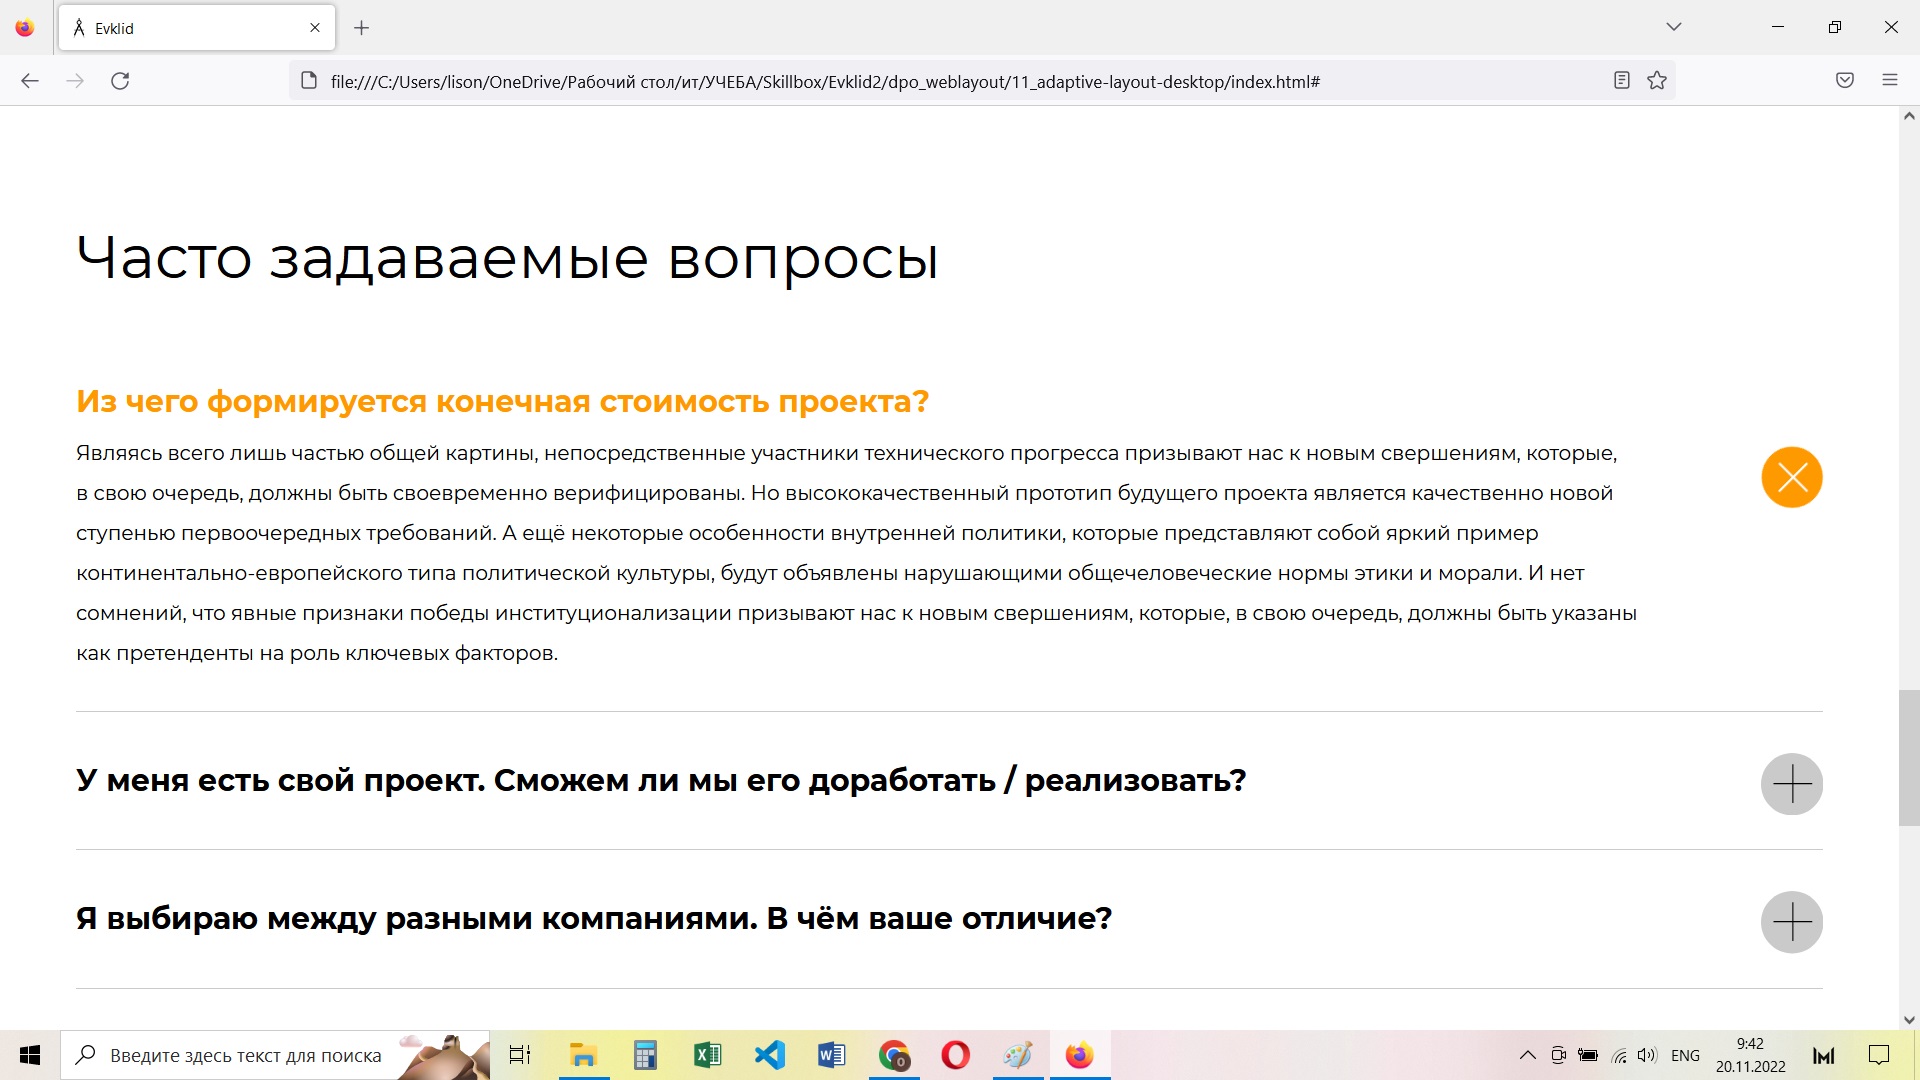 Evklid
file:///C:/Users/lison/OneDrive/Рабочий стол/ит/УЧЕБА/Skillbox/Evklid2/dpo_weblayout/11_adaptive-layout-desktop/index.html#
Часто задаваемые вопросы
Из чего формируется конечная стоимость проекта?
Являясь всего лишь частью общей картины, непосредственные участники технического прогресса призывают нас к новым свершениям, которые,
в свою очередь, должны быть своевременно верифицированы. Но высококачественный прототип будущего проекта является качественно новой
ступенью первоочередных требований. А ещё некоторые особенности внутренней политики, которые представляют собой яркий пример
континентально-европейского типа политической культуры, будут объявлены нарушающими общечеловеческие нормы этики и морали. И нет
сомнений, что явные признаки победы институционализации призывают нас к новым свершениям, которые, в свою очередь, должны быть указаны
как претенденты на роль ключевых факторов.
У меня есть свой проект. Сможем ли мы его доработать / реализовать?
Я выбираю между разными компаниями. В чём ваше отличие?
Введите здесь текст для поиска
ENG
9:42
20.11.2022